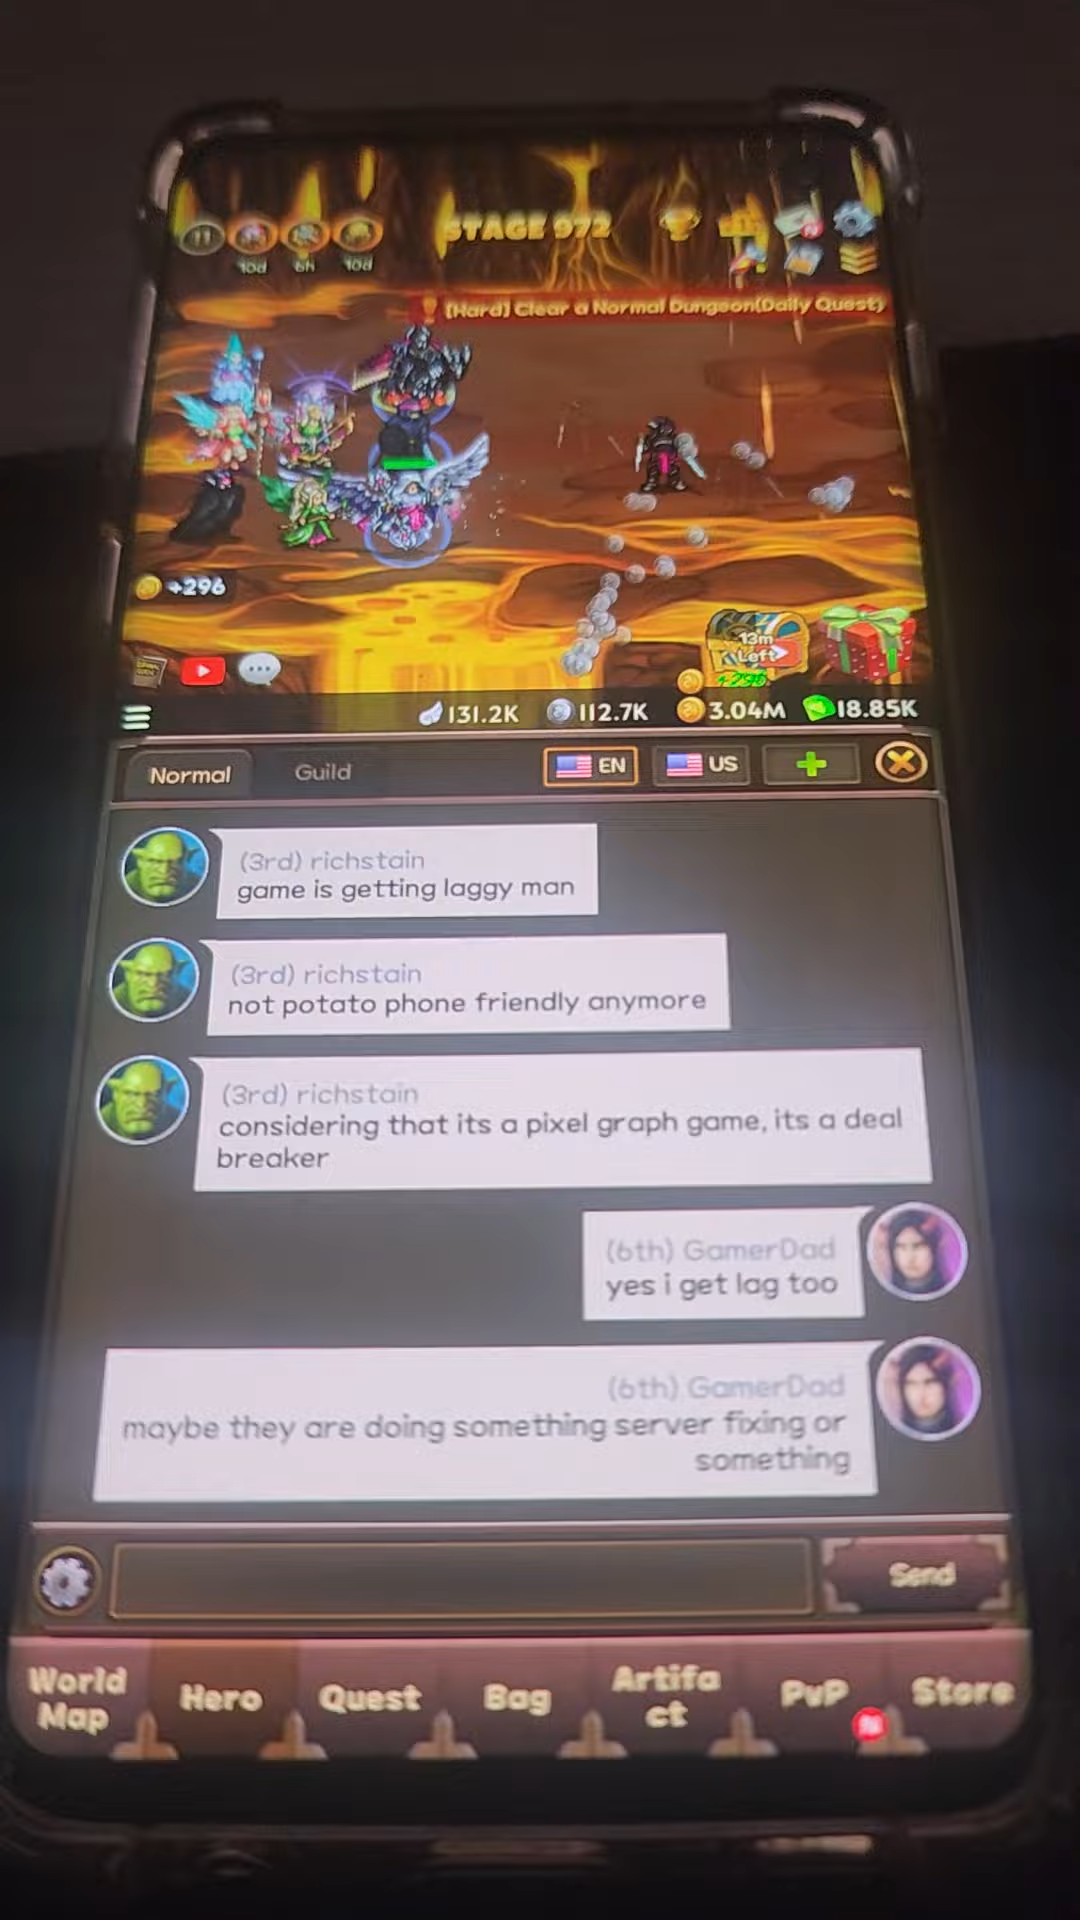 STAGE 972
10d
6h
10d
[Hard] Clear a Normal Dungeon(Daily Quest)
+296
13m
Left
+296
131.2K
112.7K
3.04M
18.85K
Normal
Guild
EN
US
(3rd) richstain
game is getting laggy man
(3rd) richstain
not potato phone friendly anymore
(3rd) richstain
considering that its a pixel graph game, its a deal
breaker
(6th) GamerDad
yes i get lag too
(6th) GamerDad
maybe they are doing something server fixing or
something
Send
World
Map
Hero
Quest
Bag
Artifa
ct
PvP
N
Store